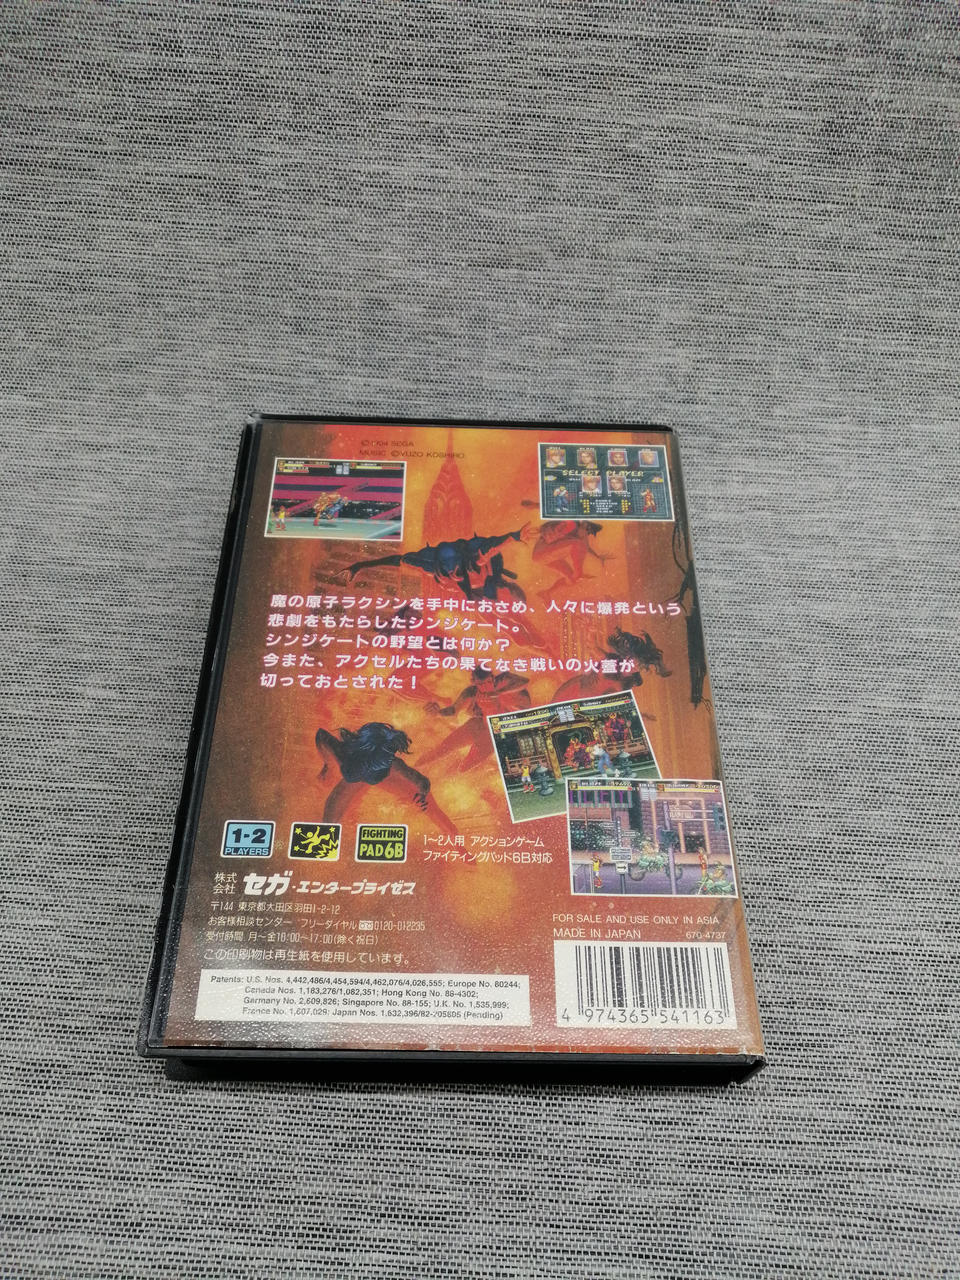 ©1994 SEGA
MUSIC ©YUZO KOSHIRO
SELECT PLAYER
魔の原子ラクシンを手中におさめ、人々に爆発という
悲劇をもたらしたシンジケート。
シンジケートの野望とは何か?
今また、アクセルたちの果てなき戦いの火蓋が
切っておとされた!
1-2
PLAYERS
FIGHTING
PAD 6B
1〜2人用 アクションゲーム
ファイティングパッド6B対応
株式
会社 セガ・エンタープライゼス
〒144 東京都大田区羽田1-2-12
お客様相談センター フリーダイヤル 0120-012235
受付時間 月〜金10:00〜17:00(除く祝日)
この印刷物は再生紙を使用しています。
Patents: U.S. Nos. 4,442,486/4,454,594/4,462,076/4,026,555; Europe No. 80244;
Canada Nos. 1,183,276/1,082,351; Hong Kong No. 88-4302;
Germany No. 2,609,826; Singapore No. 88-155; U.K. No. 1,535,999;
France No. 1,607,029; Japan Nos. 1,632,396/82-205605 (Pending)
FOR SALE AND USE ONLY IN ASIA
MADE IN JAPAN 670-4737
4 974365 541163